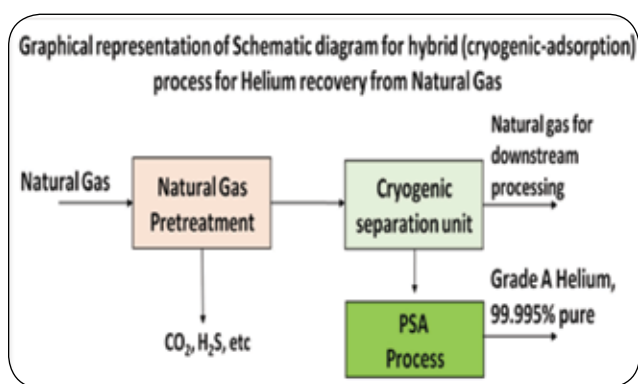 Graphical representation of Schematic diagram for hybrid (cryogenic-adsorption)
process for Helium recovery from Natural Gas
Natural Gas
Natural Gas
Pretreatment
Cryogenic
separation unit
Natural gas for
downstream
processing
CO₂, H₂S, etc
PSA
Process
Grade A Helium,
99.995% pure